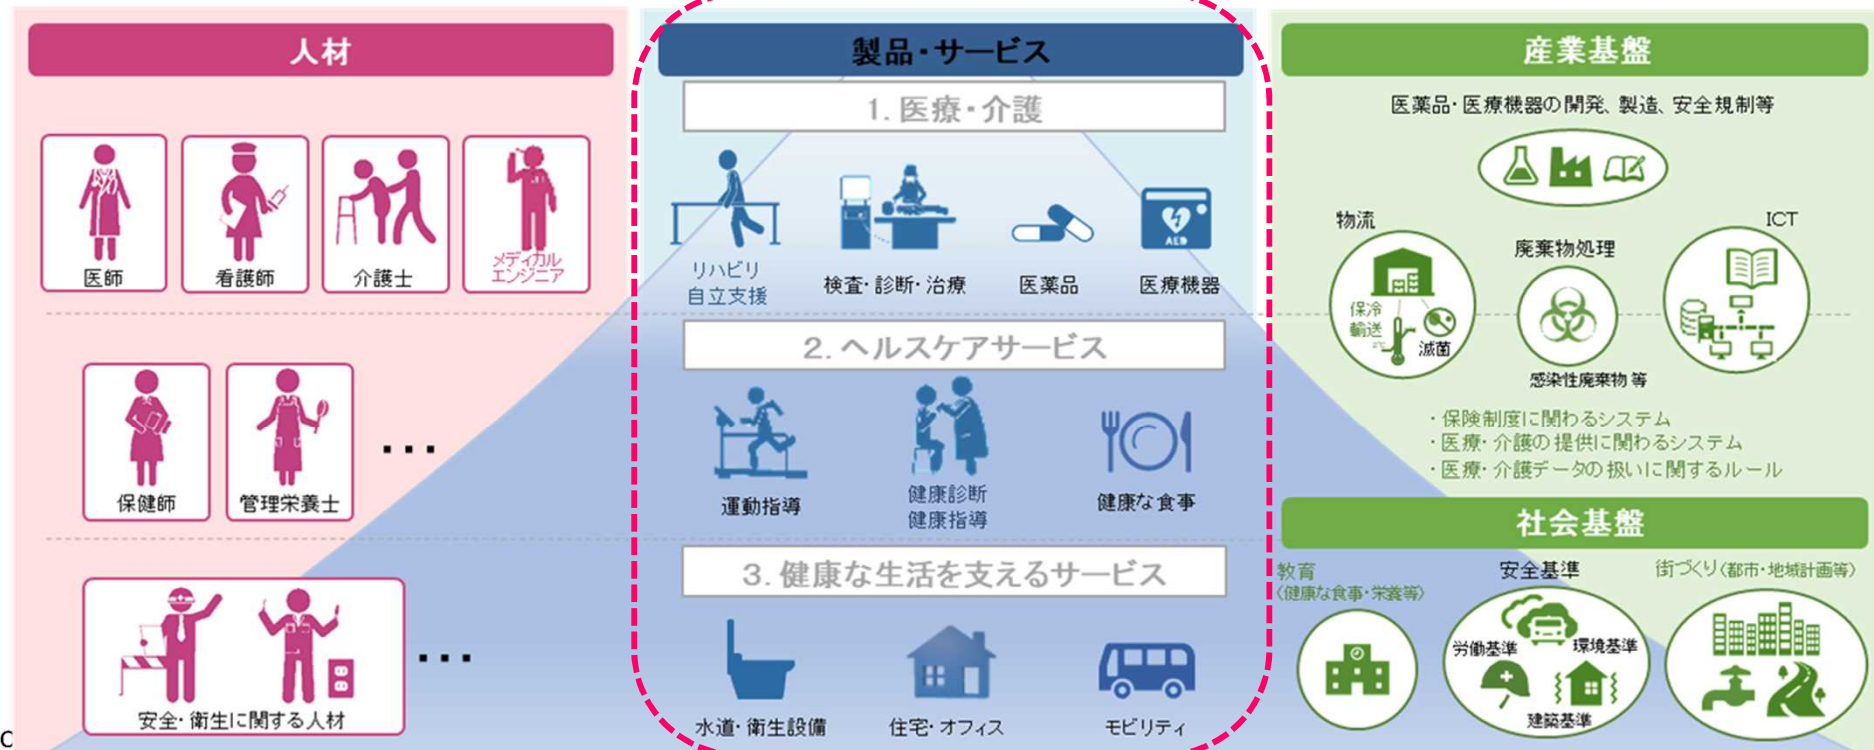 人材
医師
看護師
介護士
メディカル
エンジニア
保健師
管理栄養士
・・・
安全・衛生に関する人材
・・・
製品・サービス
1. 医療・介護
リハビリ
自立支援
検査・診断・治療
医薬品
AED
医療機器
2. ヘルスケアサービス
運動指導
健康診断
健康指導
健康な食事
3. 健康な生活を支えるサービス
水道・衛生設備
住宅・オフィス
モビリティ
産業基盤
医薬品・医療機器の開発、製造、安全規制等
物流
保冷
輸送
滅菌
廃棄物処理
感染性廃棄物 等
ICT
・保険制度に関わるシステム
・医療・介護の提供に関わるシステム
・医療・介護データの扱いに関するルール
社会基盤
教育
(健康な食事・栄養等)
安全基準
労働基準
環境基準
建築基準
街づくり(都市・地域計画等)